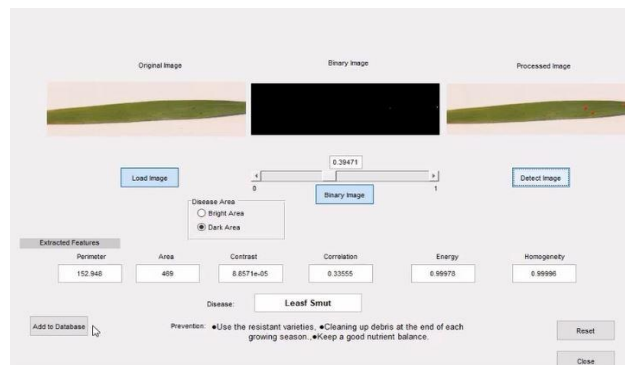 Original Image
Binary Image
Processed Image
0.39471
Load Image
Detect Image
0
1
Binary Image
Disease Area
Bright Area
Dark Area
Extracted Features
Perimeter
Area
Contrast
Correlation
Energy
Homogeneity
152.948
469
8.8571e-05
0.33555
0.99978
0.99996
Disease:
Leasf Smut
Add to Database
Prevention:
●Use the resistant varieties, ●Cleaning up debris at the end of each
growing season.,●Keep a good nutrient balance.
Reset
Close